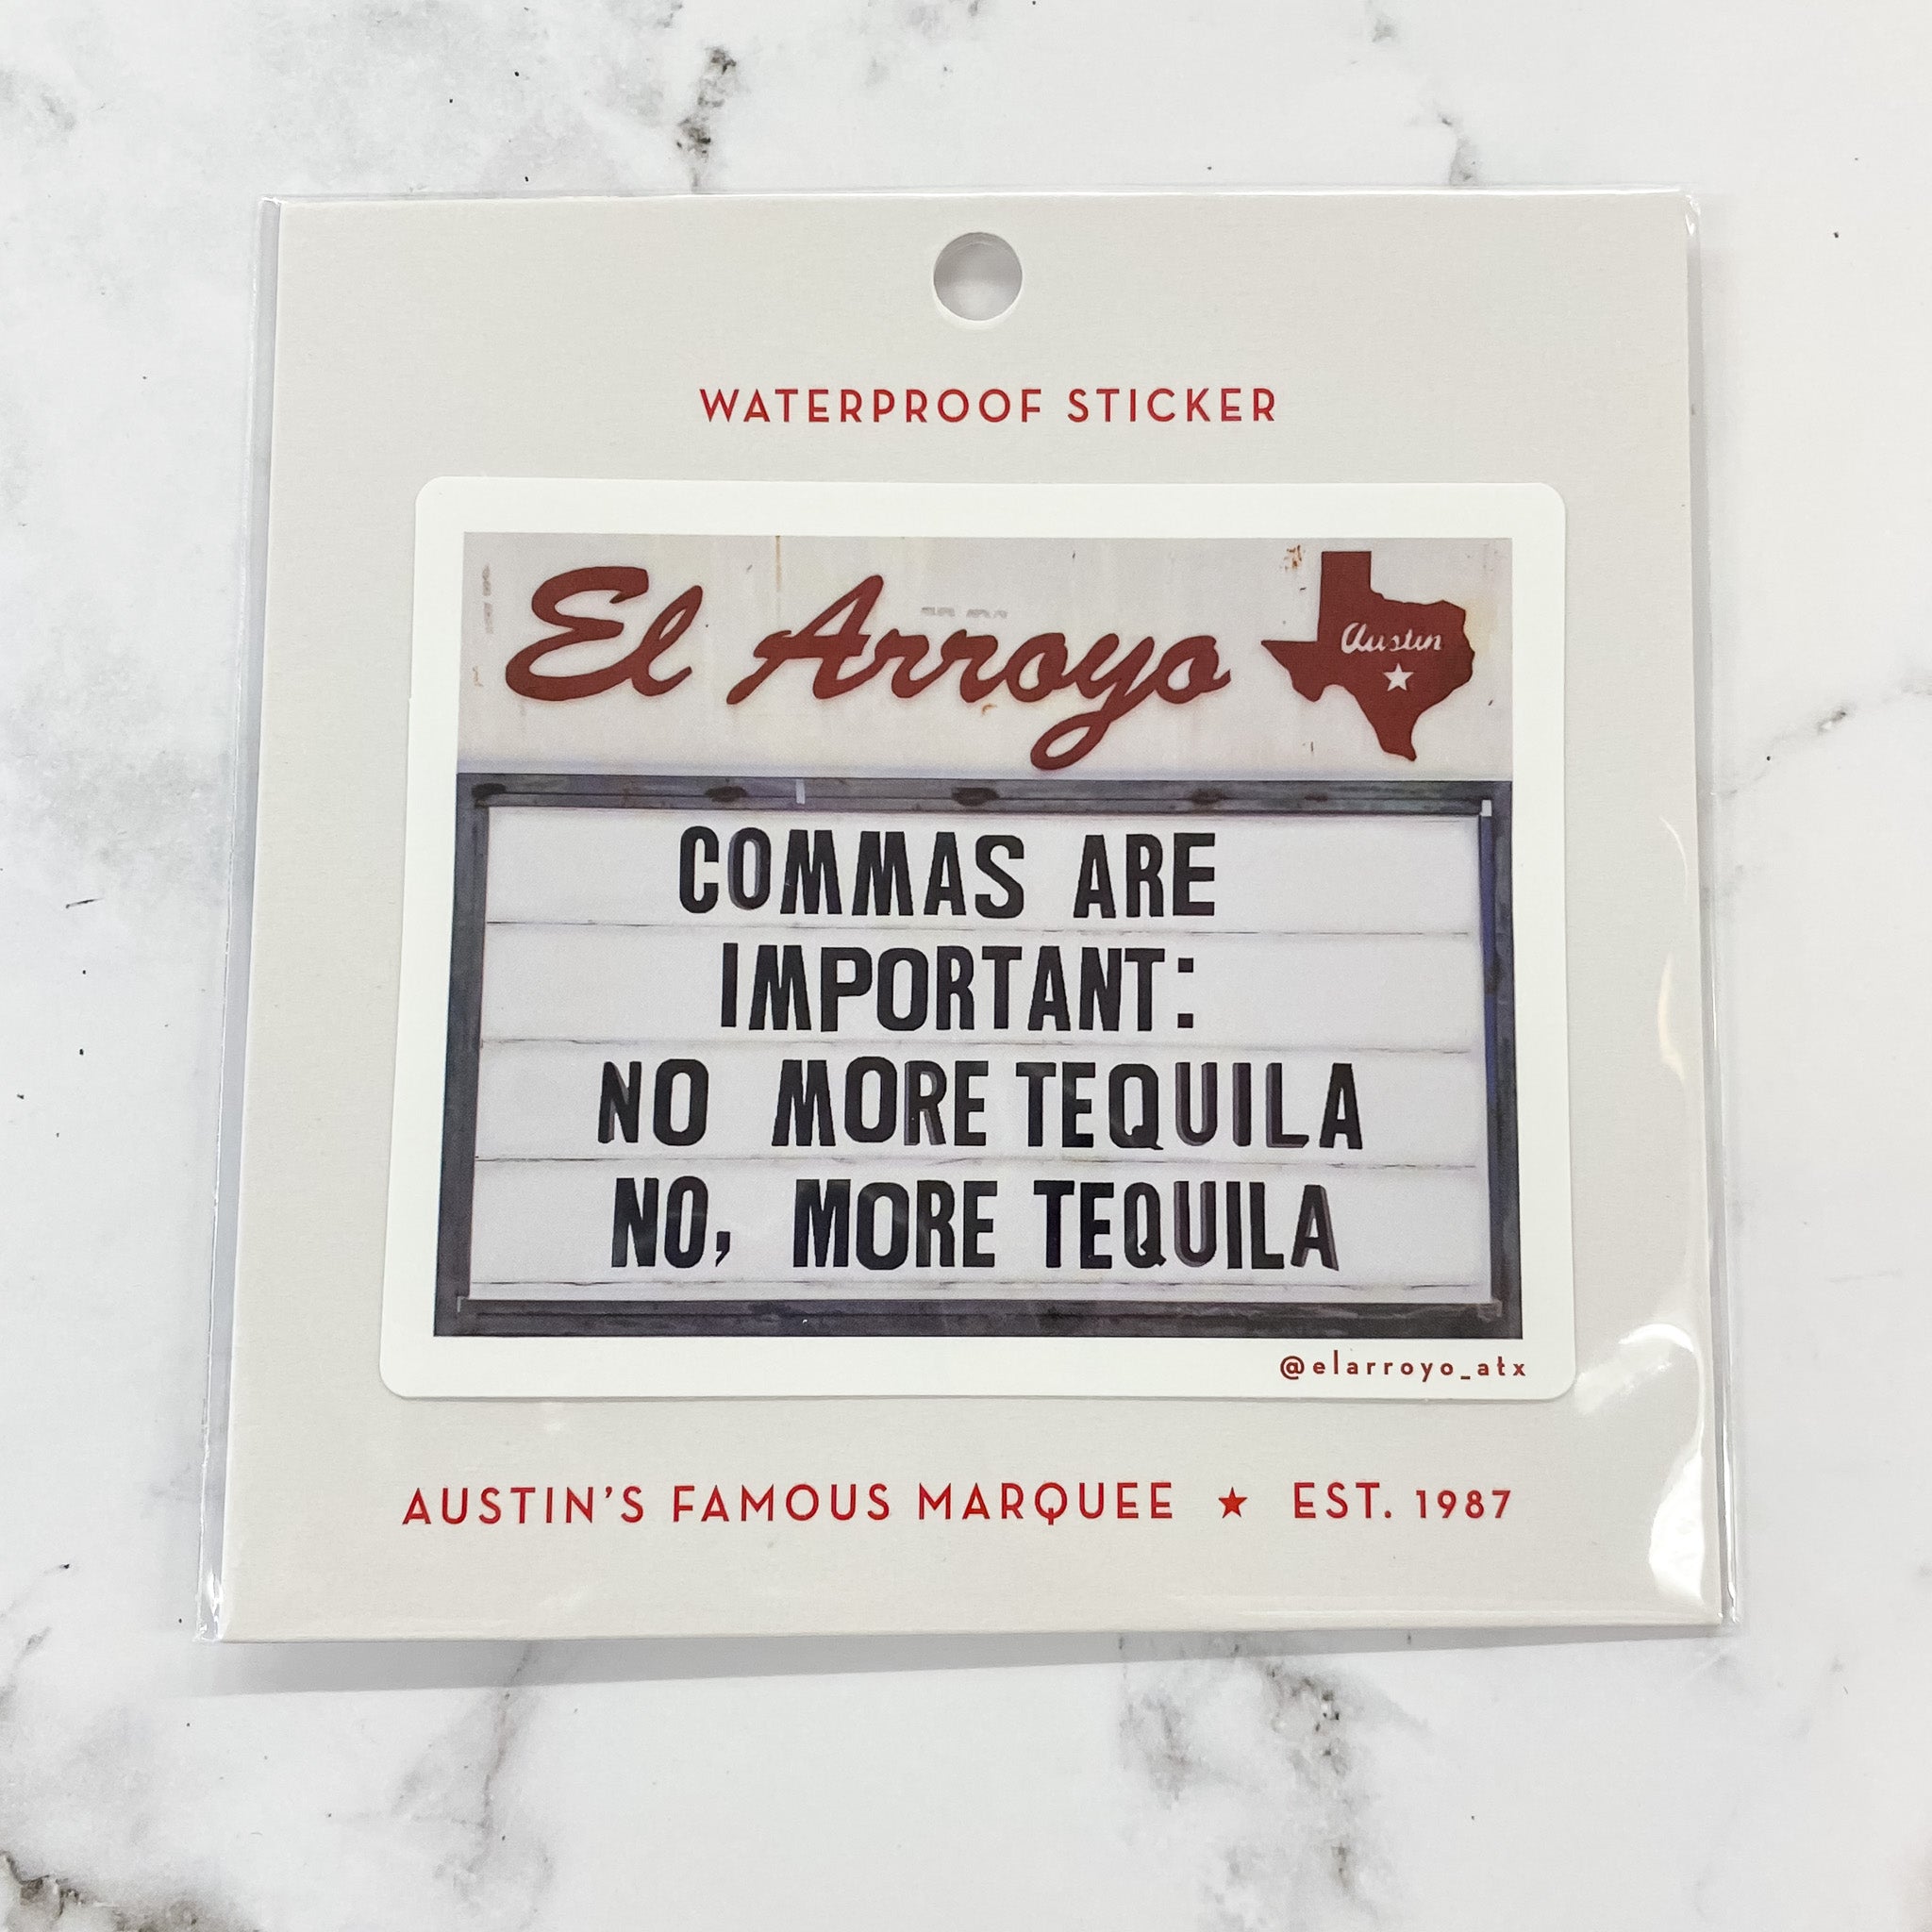 WATERPROOF STICKER
El Arroyo
Austin
COMMAS ARE
IMPORTANT:
NO MORE TEQUILA
NO, MORE TEQUILA
@elarroyo_atx
AUSTIN'S FAMOUS MARQUEE ★ EST. 1987